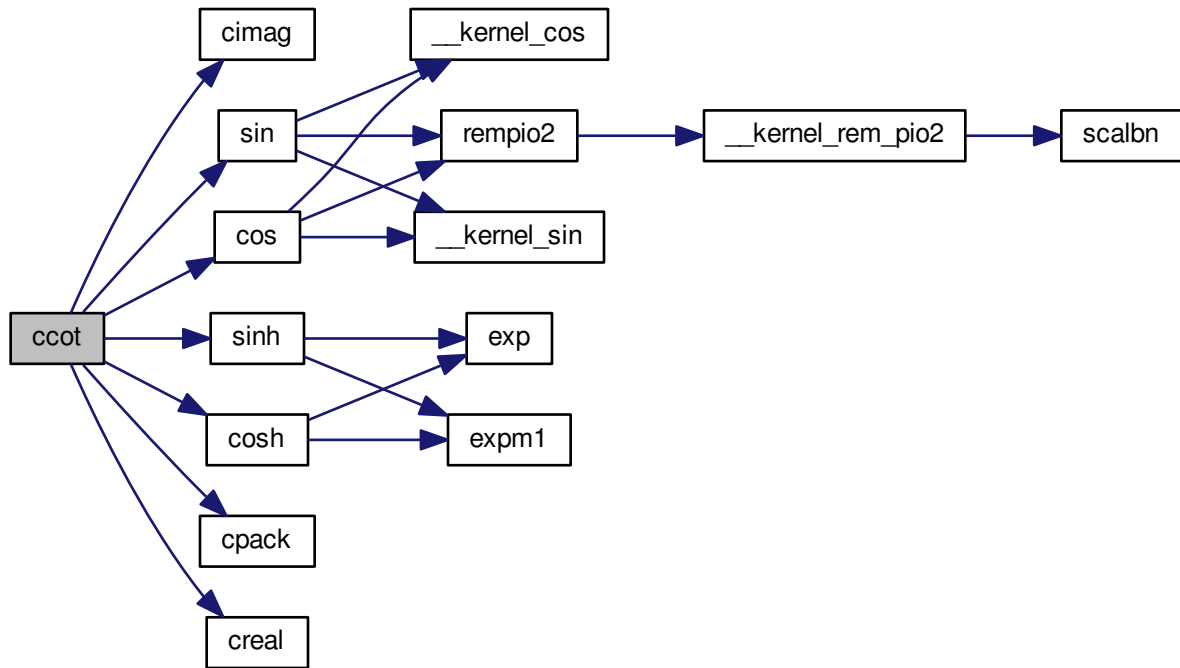 cimag
__kernel_cos
sin
rempio2
__kernel_rem_pio2
scalbn
cos
__kernel_sin
ccot
sinh
exp
cosh
expm1
cpack
creal